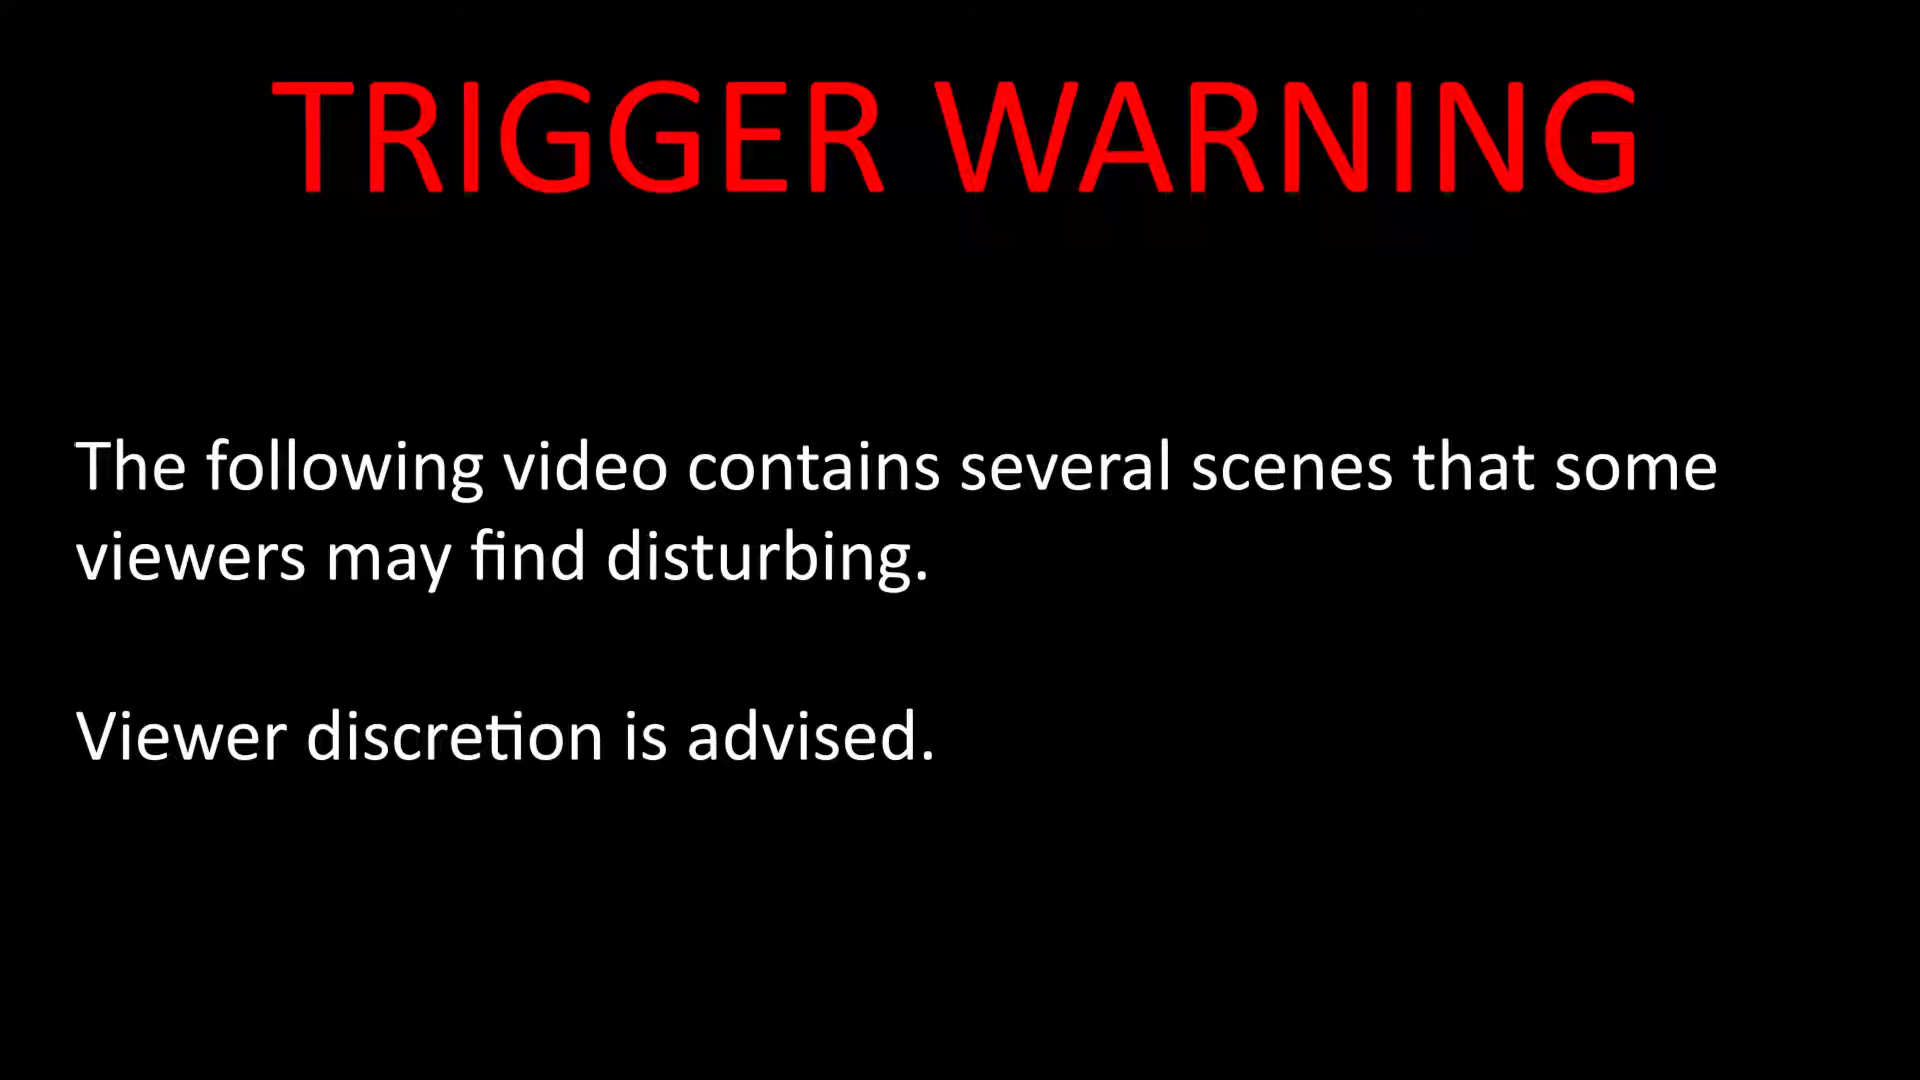 TRIGGER WARNING
The following video contains several scenes that some
viewers may find disturbing.
Viewer discretion is advised.